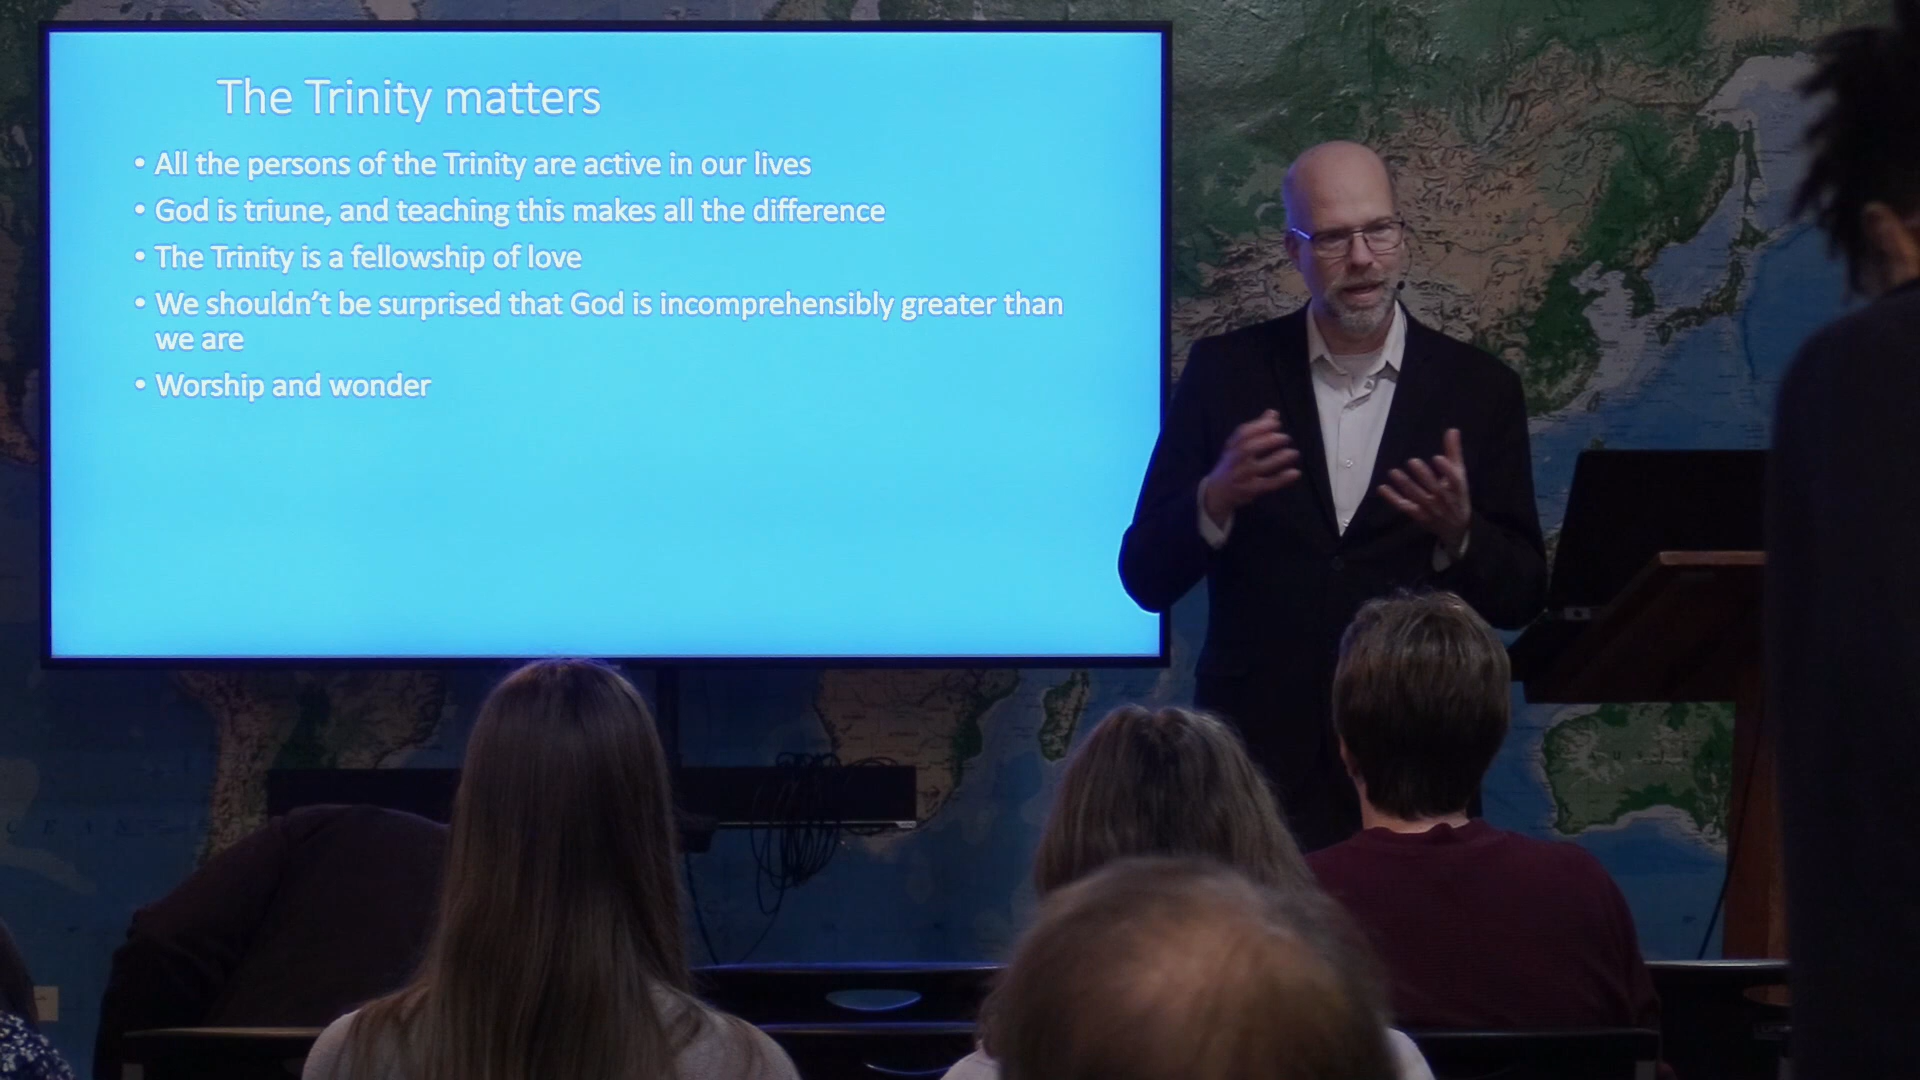 The Trinity matters
• All the persons of the Trinity are active in our lives
• God is triune, and teaching this makes all the difference
• The Trinity is a fellowship of love
• We shouldn't be surprised that God is incomprehensibly greater than
we are
• Worship and wonder